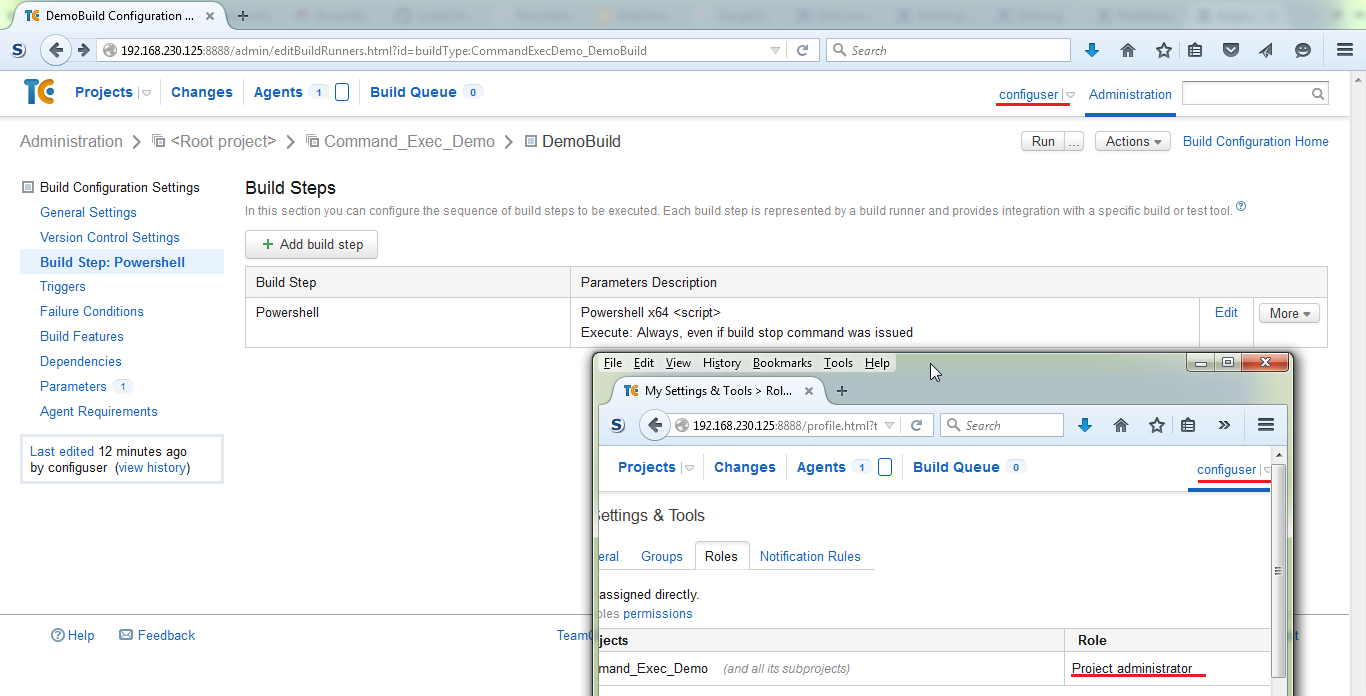 DemoBuild Configuration ...
192.168.230.125:8888/admin/editBuildRunners.html?id=buildType:CommandExecDemo_DemoBuild
Search
TC Projects Changes Agents 1 Build Queue 0 configuser Administration
Administration <Root project> Command_Exec_Demo DemoBuild Run ... Actions Build Configuration Home
Build Configuration Settings
General Settings
Version Control Settings
Build Step: Powershell
Triggers
Failure Conditions
Build Features
Dependencies
Parameters 1
Agent Requirements
Last edited 12 minutes ago
by configuser (view history)
Build Steps
In this section you can configure the sequence of build steps to be executed. Each build step is represented by a build runner and provides integration with a specific build or test tool.
+ Add build step
Build Step Parameters Description
Powershell Powershell x64 <script> Edit More
Execute: Always, even if build stop command was issued
File Edit View History Bookmarks Tools Help
TC My Settings & Tools > Rol...
192.168.230.125:8888/profile.html?t
Search
Projects Changes Agents 1 Build Queue 0 configuser
Settings & Tools
eral Groups Roles Notification Rules
assigned directly.
oles permissions
jects Role
mand_Exec_Demo (and all its subprojects) Project administrator
Help Feedback TeamC